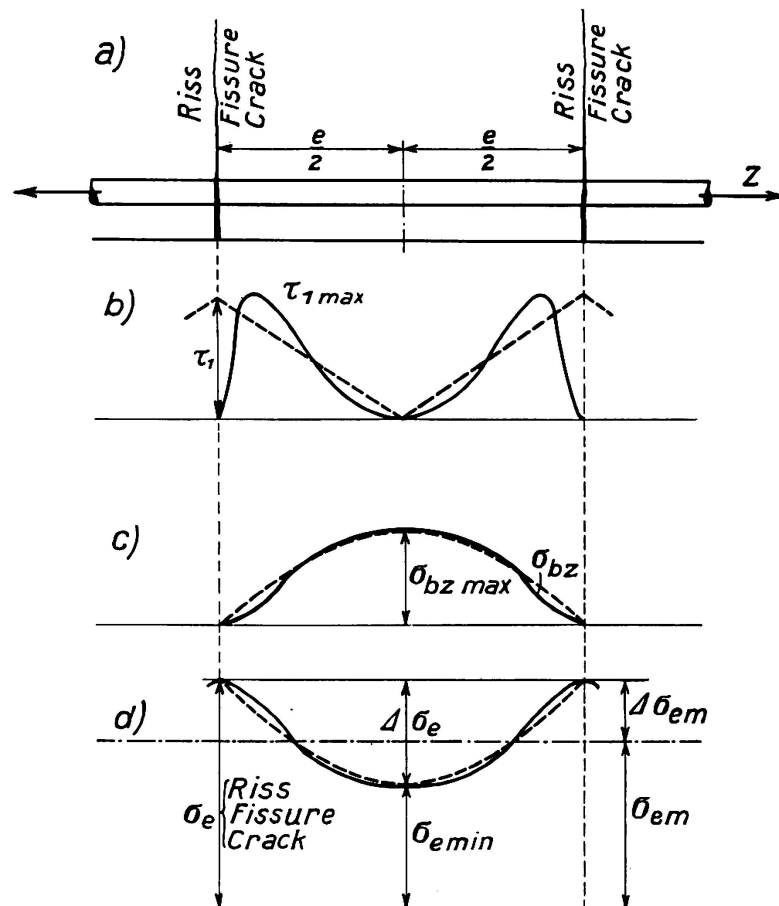 a)
Riss
Fissure
Crack
Riss
Fissure
Crack
e/2
e/2
Z
b)
τ₁ max
τ₁
c)
σbz max
σbz
d)
Δσe
Δσem
σe { Riss
Fissure
Crack
σemin
σem